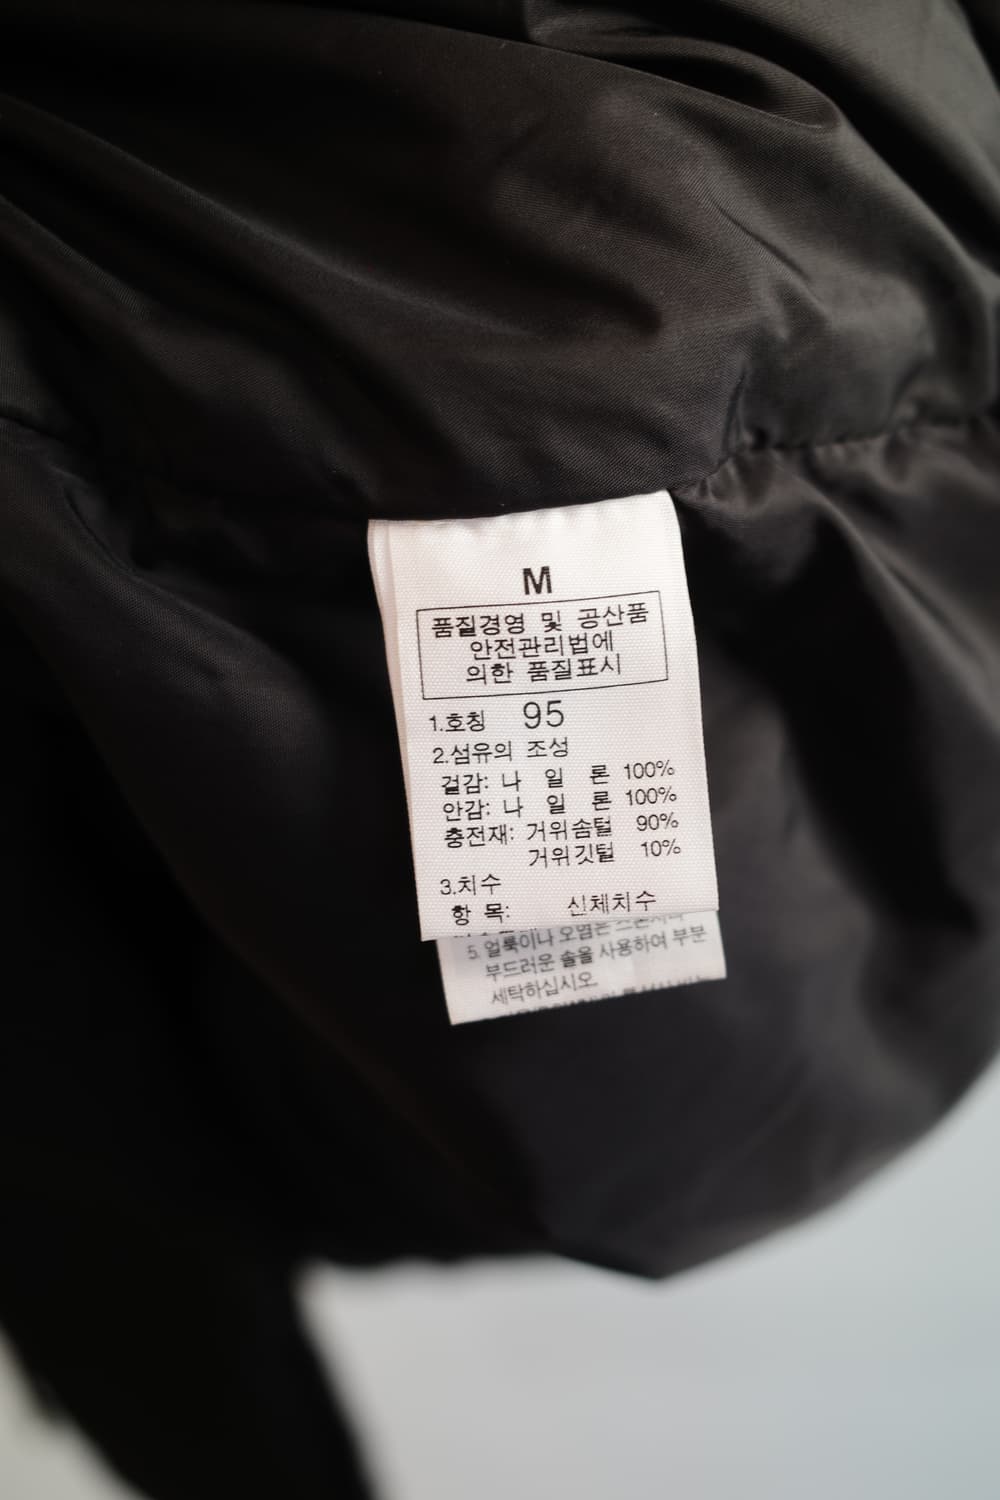 M
품질경영 및 공산품
안전관리법에
의한 품질표시
1.호칭 95
2.섬유의 조성
겉감: 나 일 론 100%
안감: 나 일 론 100%
충전재: 거위솜털 90%
거위깃털 10%
3.치수
항 목: 신체치수
5. 얼룩이나 오염은 스폰지나
부드러운 솔을 사용하여 부분
세탁하십시오.